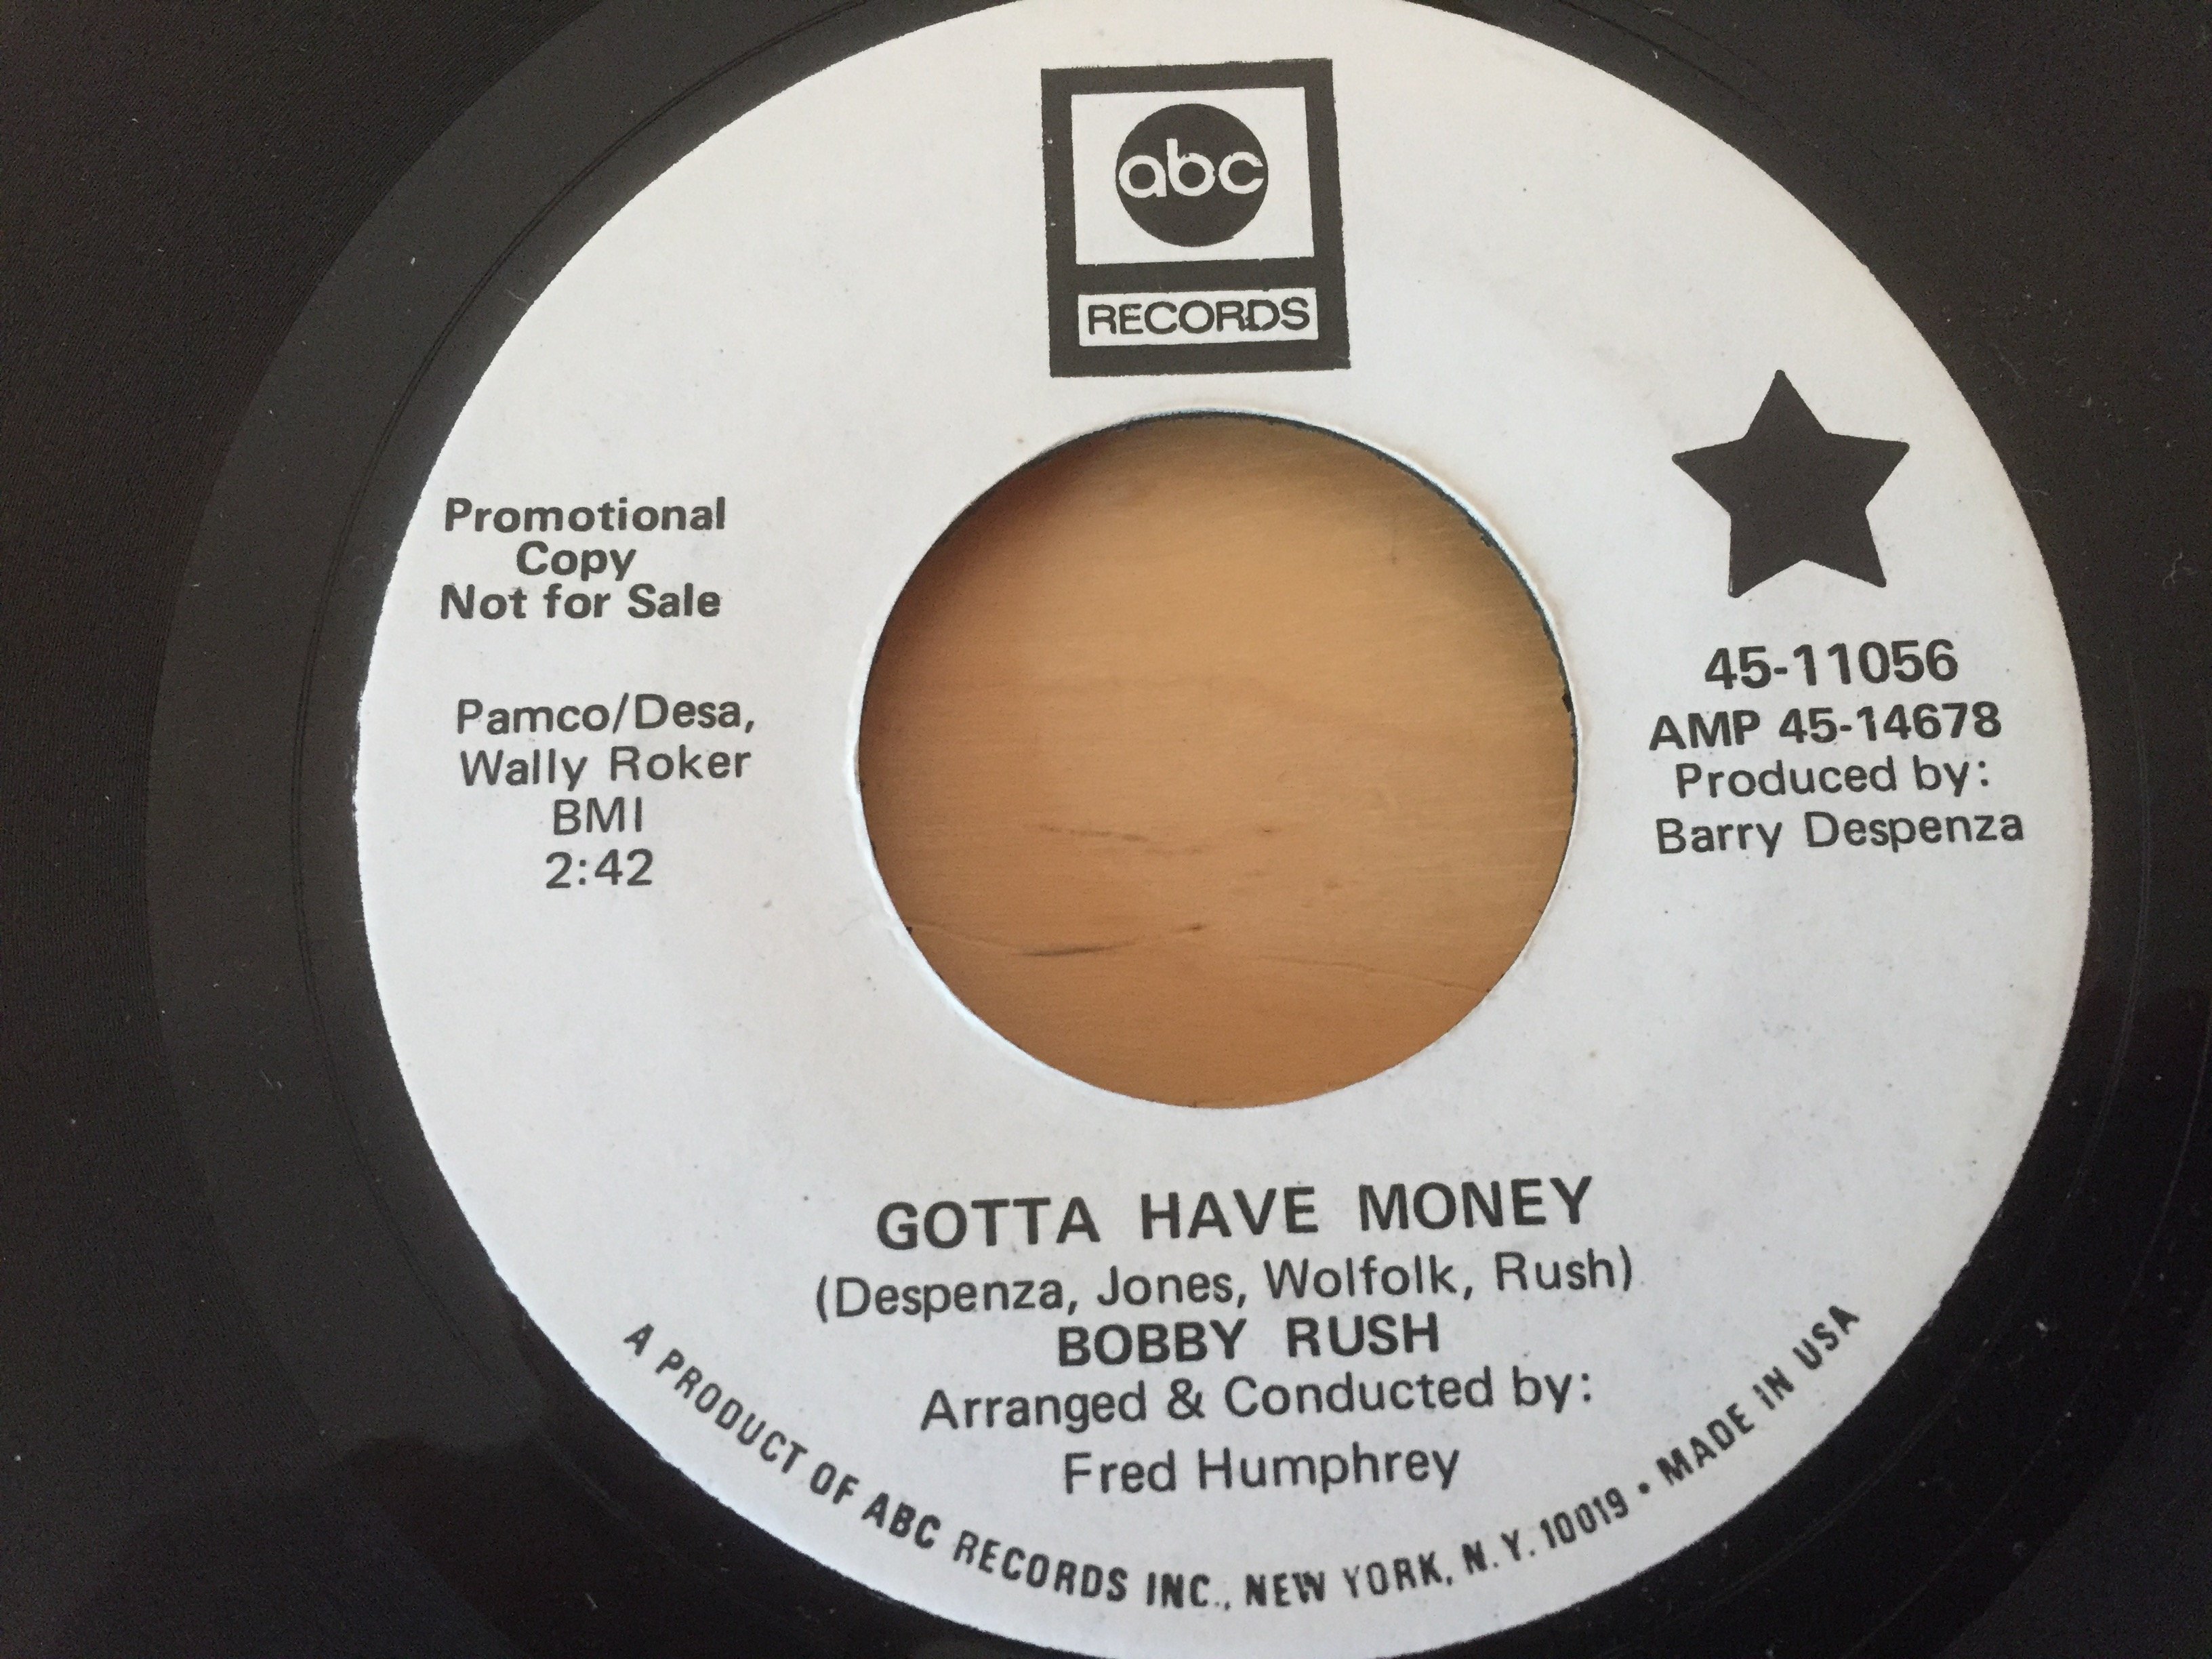 abc
RECORDS
Promotional
Copy
Not for Sale
Pamco/Desa,
Wally Roker
BMI
2:42
45-11056
AMP 45-14678
Produced by:
Barry Despenza
GOTTA HAVE MONEY
(Despenza, Jones, Wolfolk, Rush)
BOBBY RUSH
Arranged & Conducted by:
Fred Humphrey
A PRODUCT OF ABC RECORDS INC., NEW YORK, N.Y. 10019 • MADE IN USA